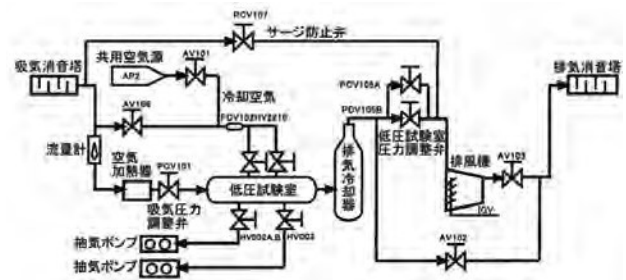 RCV107
サージ防止弁
共用空気源
AV101
吸気消音塔
AP2
排気消音塔
PCV105A
冷却空気
AV106
PCV105B
低圧試験室
圧力調整弁
流量計
空気
加熱器
PCV101
排風機
AV103
低圧試験室
排気冷却器
吸気圧力
調整弁
IGV
抽気ポンプ
HV002A,B
HV003
AV102
抽気ポンプ